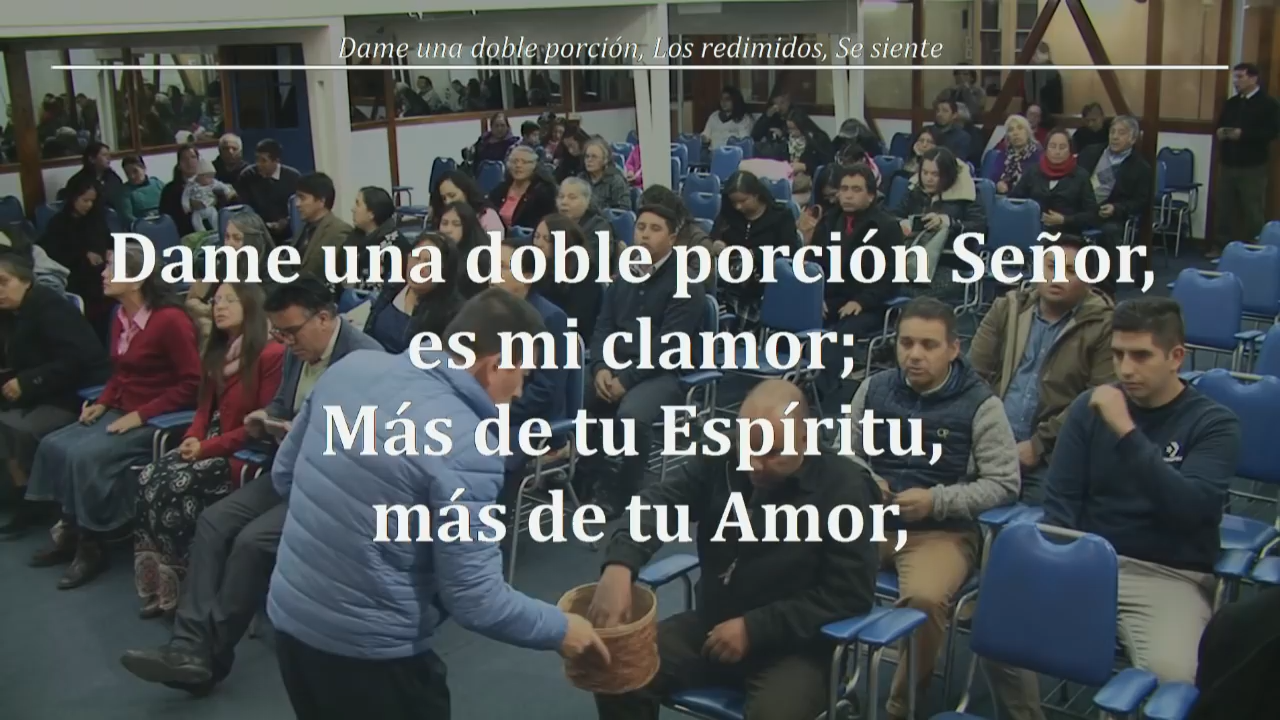 Dame una doble porción, Los redimidos, Se siente
Dame una doble porción Señor,
es mi clamor;
Más de tu Espíritu,
más de tu Amor,